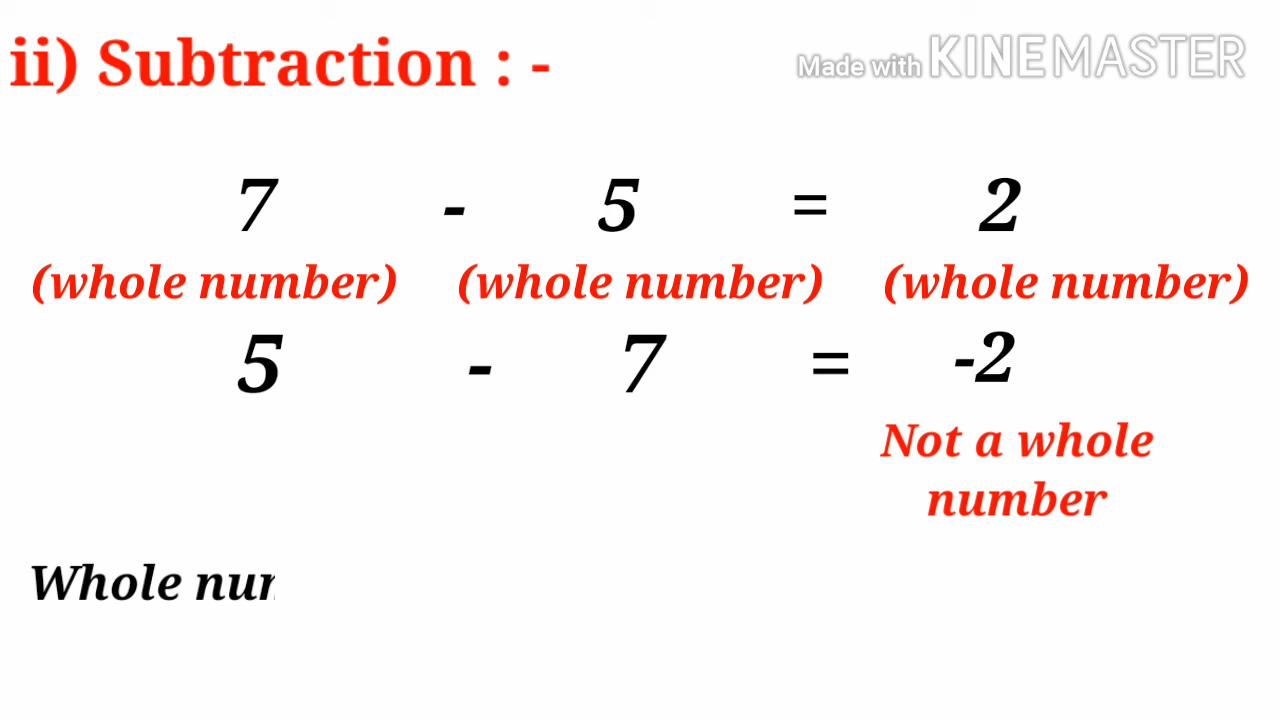 ii) Subtraction : -
Made with KINEMASTER
7 - 5 = 2
(whole number) (whole number) (whole number)
5 - 7 = -2
Not a whole
number
Whole